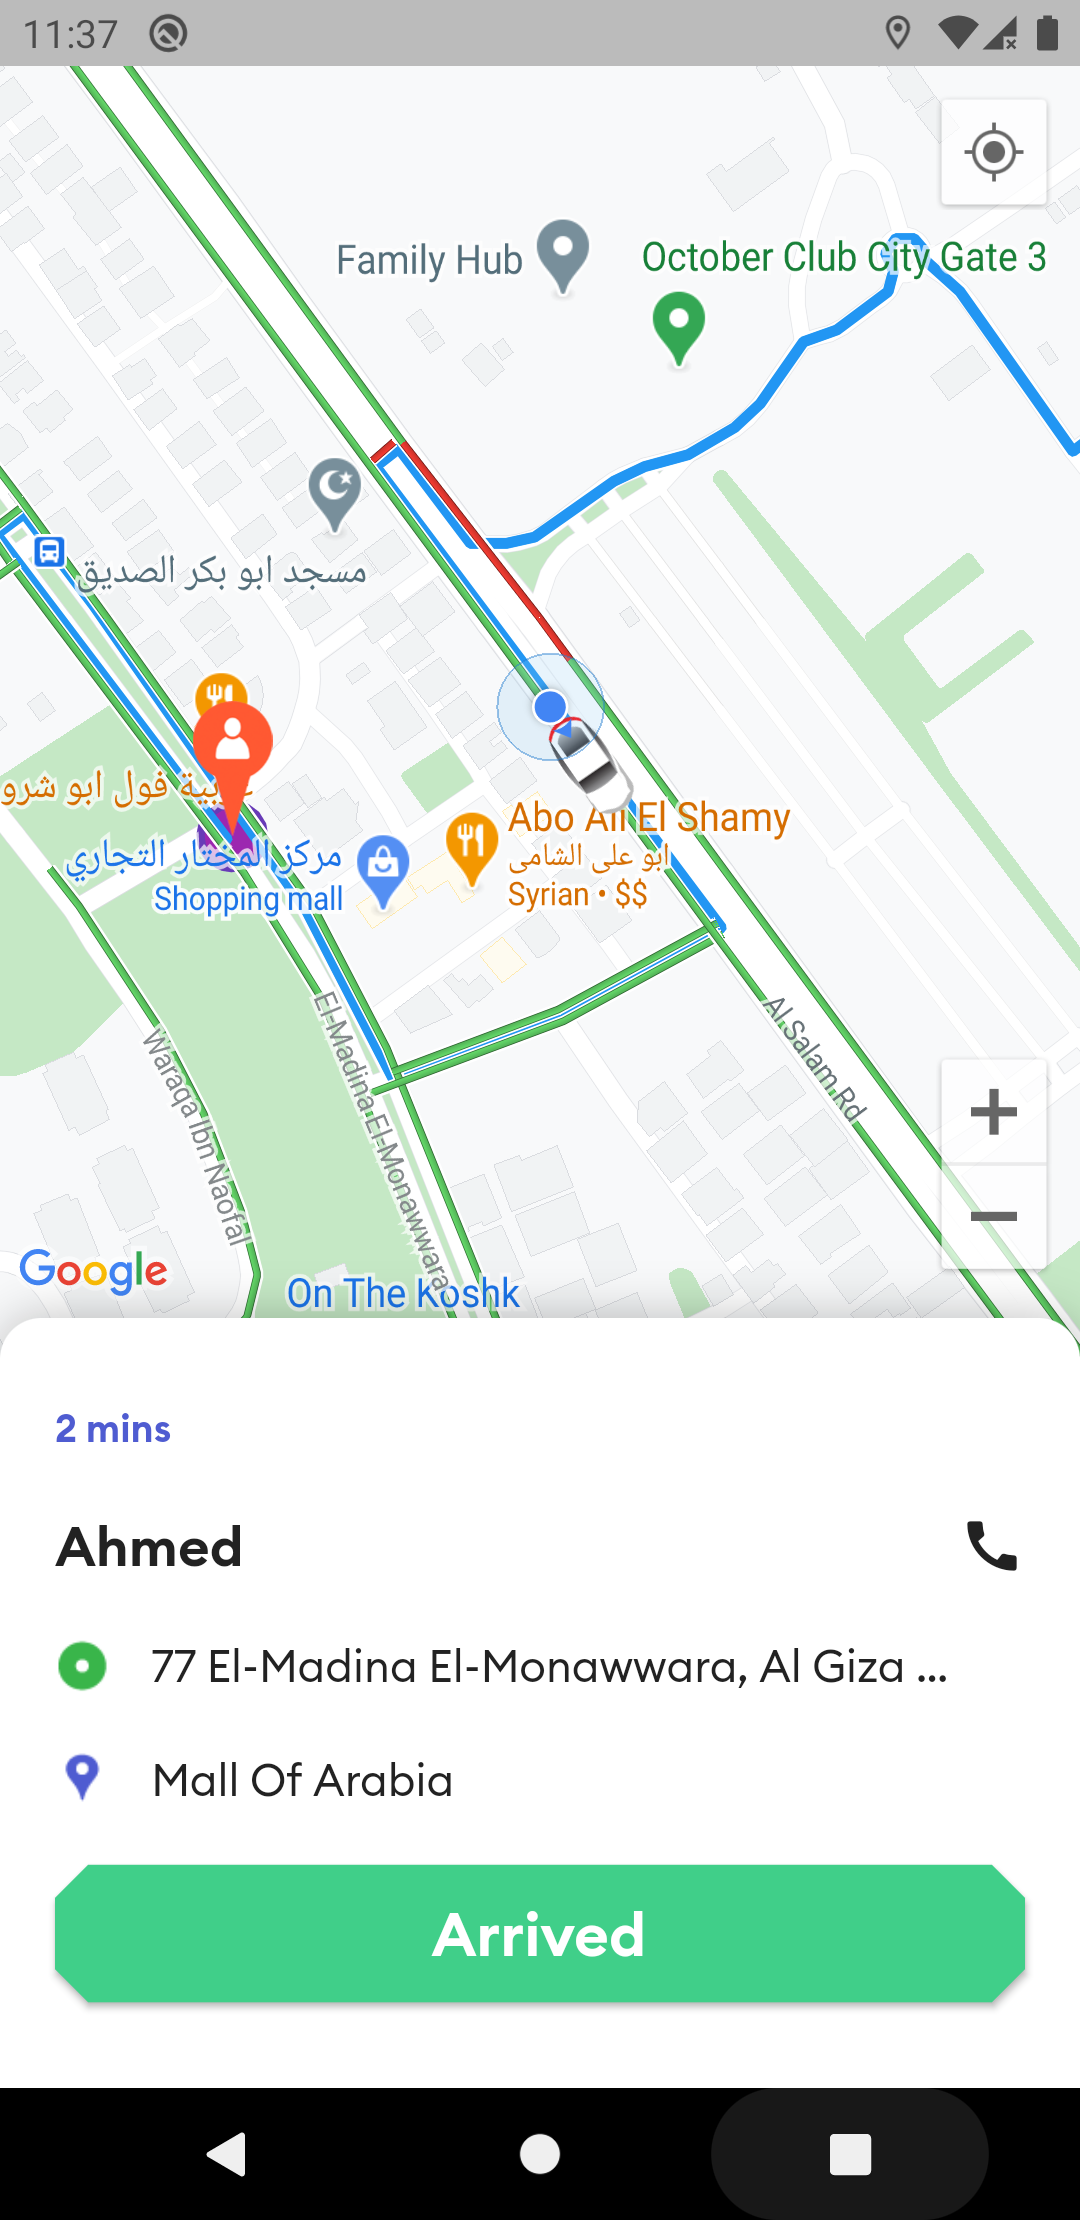 11:37
Family Hub
October Club City Gate 3
مسجد ابو بكر الصديق
عربية فول ابو شرو
مركز المختار التجاري
Shopping mall
Abo Ali El Shamy
ابو على الشامى
Syrian • $$
El-Madina El-Monawwara
Al Salam Rd
Waraqa Ibn Naofal
Google
On The Koshk
2 mins
Ahmed
77 El-Madina El-Monawwara, Al Giza ...
Mall Of Arabia
Arrived